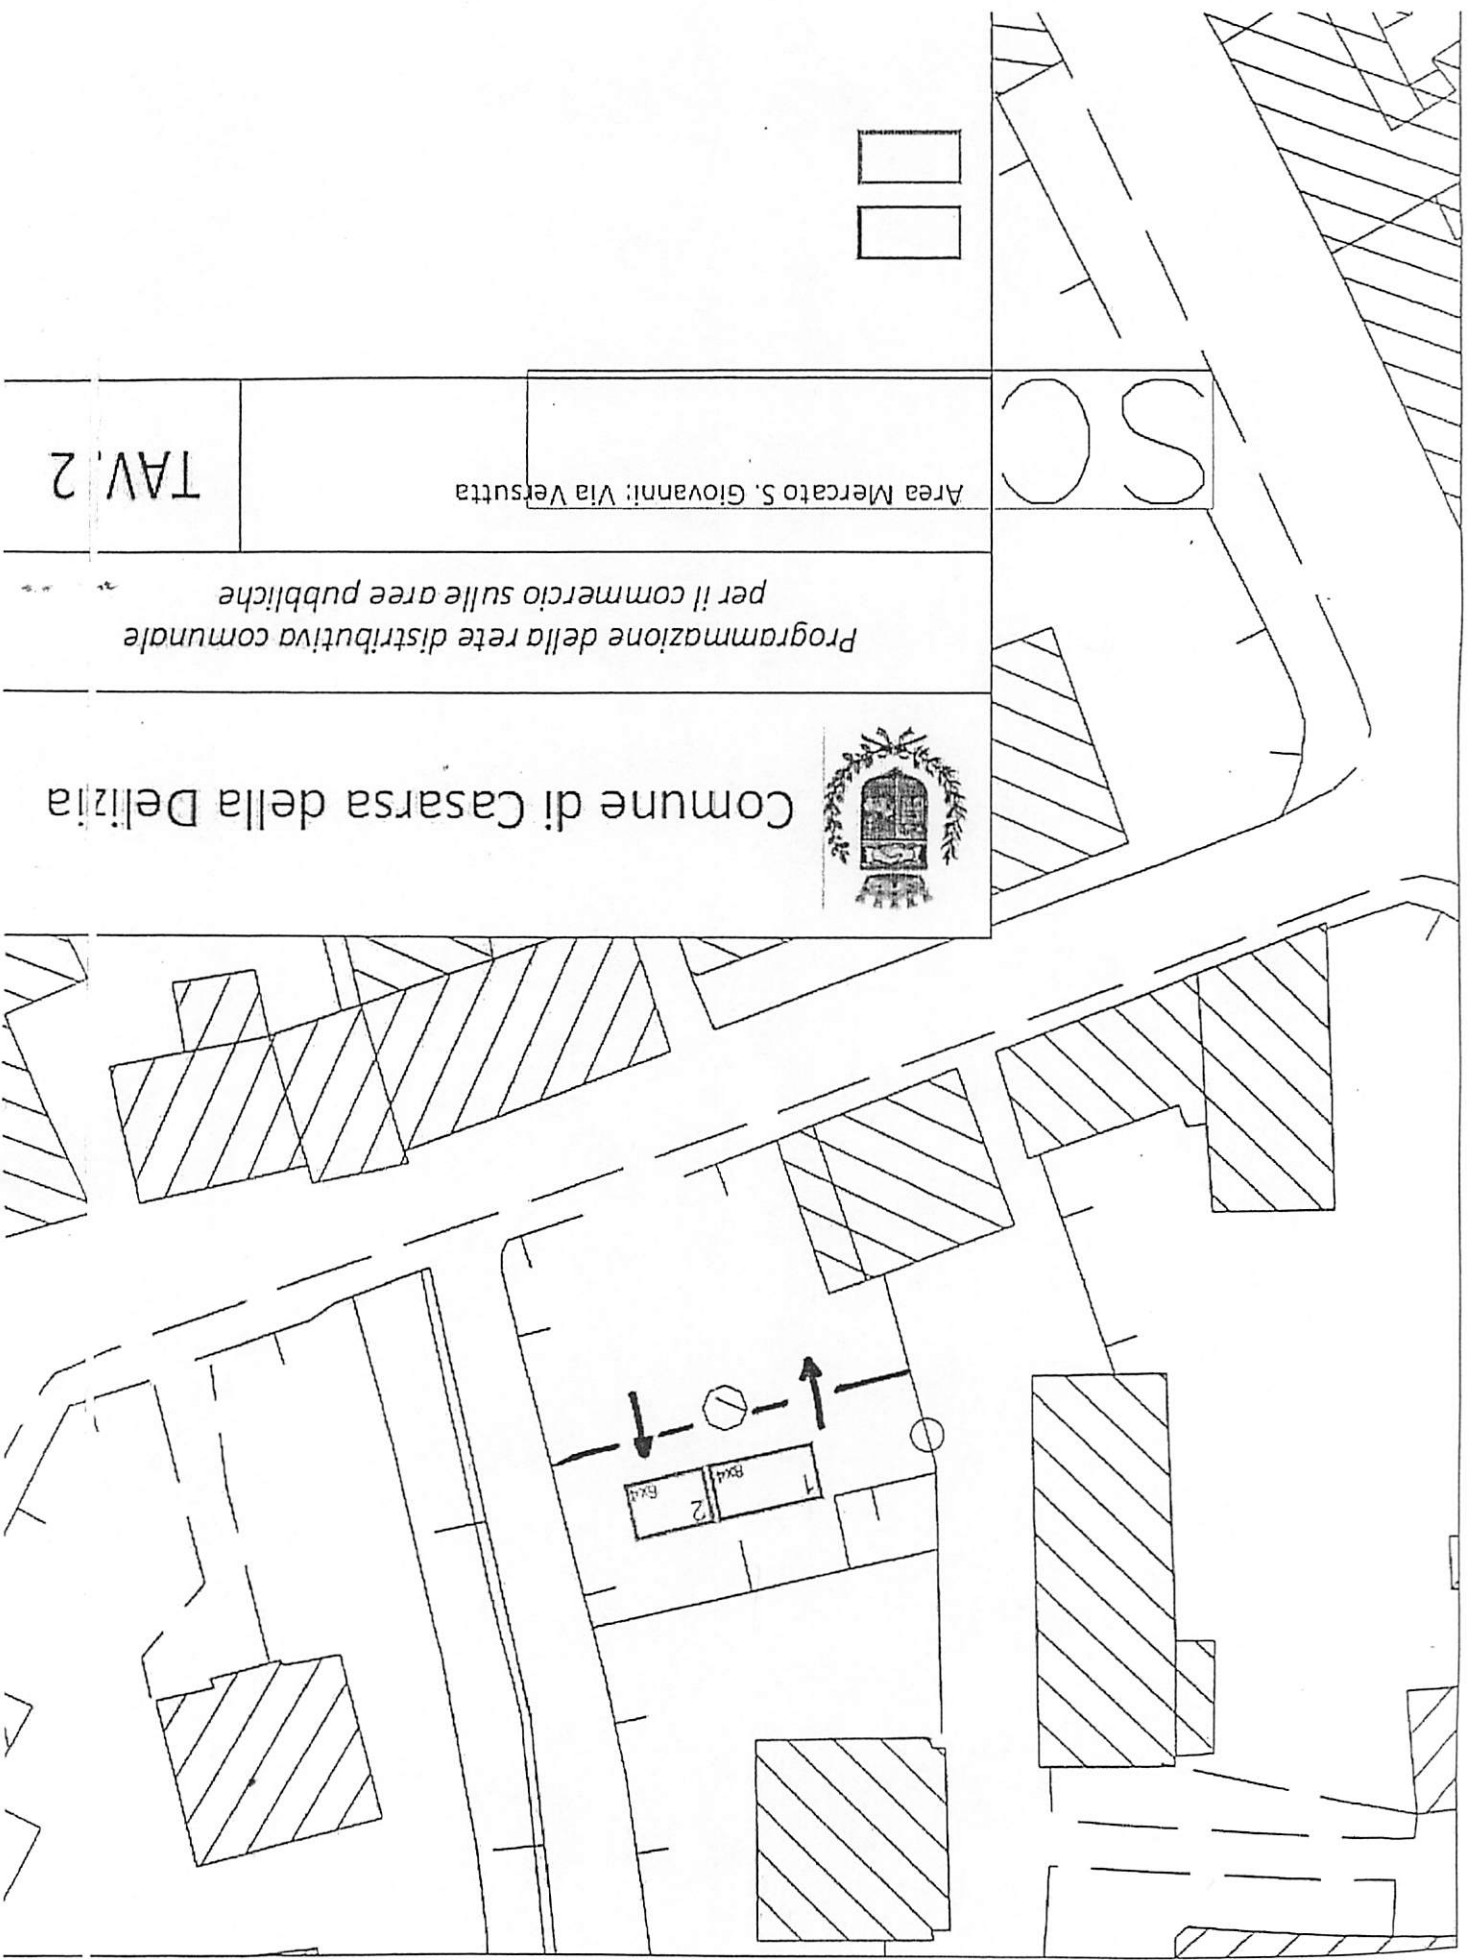 Comune di Casarsa della Delizia
Programmazione della rete distributiva comunale
per il commercio sulle aree pubbliche
Area Mercato S. Giovanni: Via Versutta
TAV. 2
SC
1
8x4
2
6x4